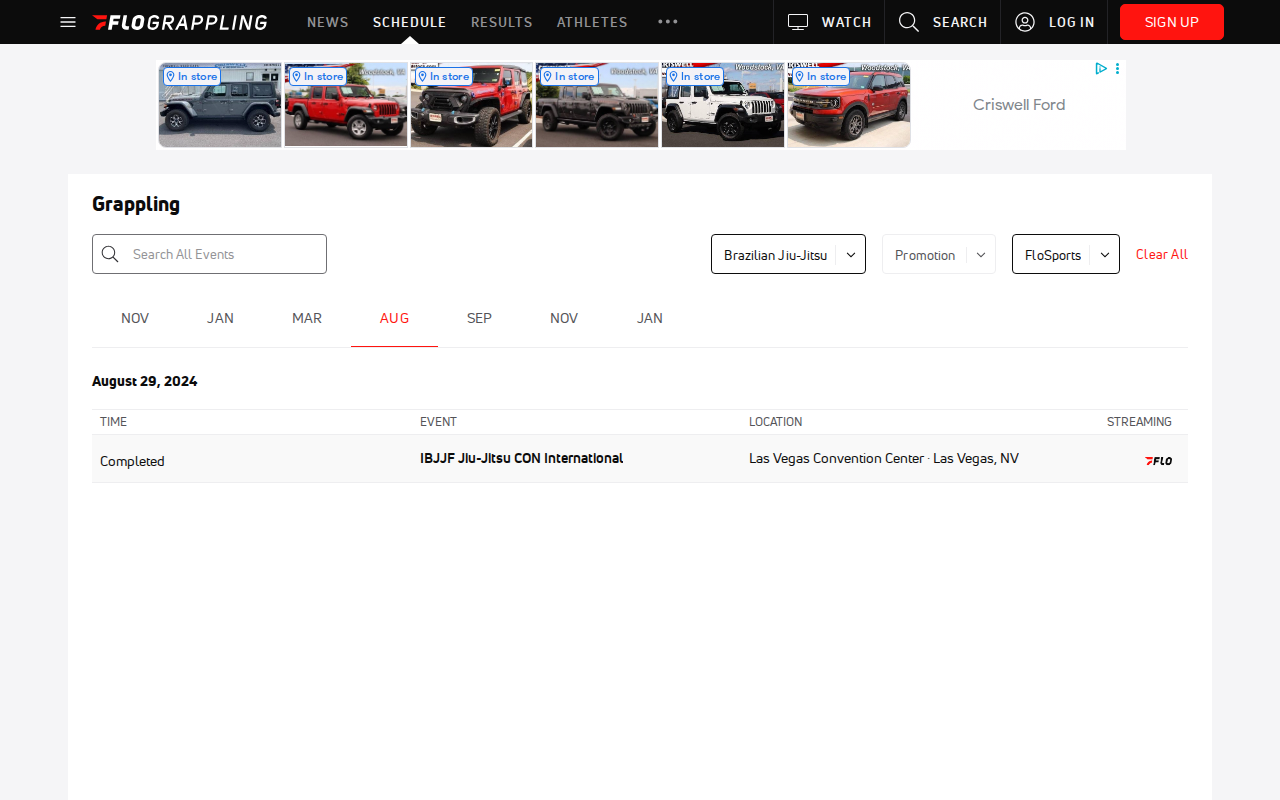 FLOGRAPPLING NEWS SCHEDULE RESULTS ATHLETES WATCH SEARCH LOG IN SIGN UP
In store In store In store In store In store In store
Criswell Ford
Grappling
Search All Events Brazilian Jiu-Jitsu Promotion FloSports Clear All
NOV JAN MAR AUG SEP NOV JAN
August 29, 2024
TIME EVENT LOCATION STREAMING
Completed IBJJF Jiu-Jitsu CON International Las Vegas Convention Center · Las Vegas, NV FLO